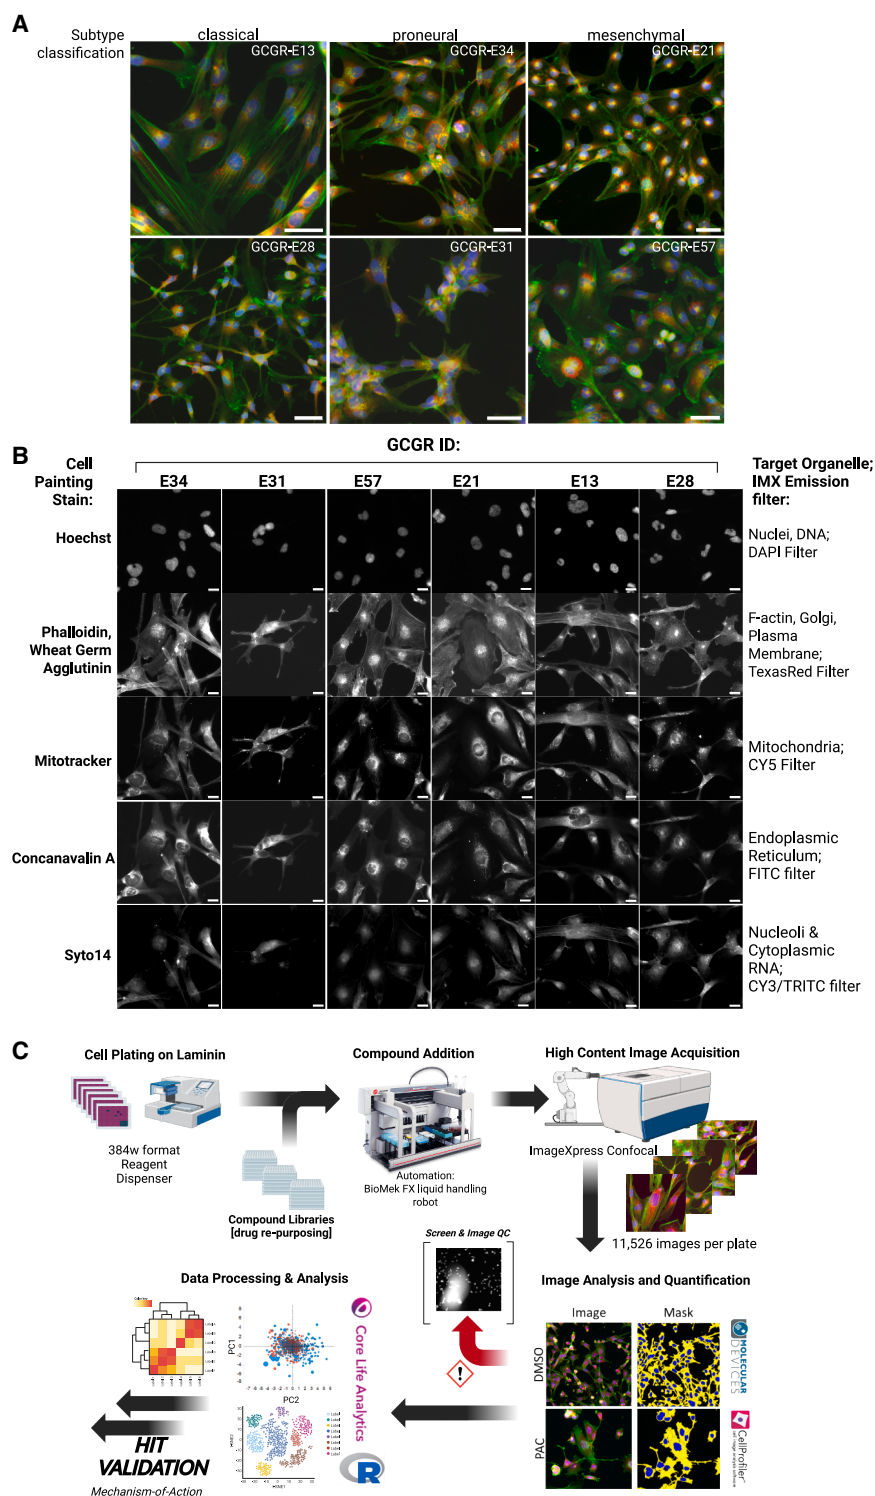 A
Subtype
classification
classical
proneural
mesenchymal
GCGR-E13
GCGR-E34
GCGR-E21
GCGR-E28
GCGR-E31
GCGR-E57
B
GCGR ID:
Cell
Painting
Stain:
E34
E31
E57
E21
E13
E28
Target Organelle;
IMX Emission
filter:
Hoechst
Nuclei, DNA;
DAPI Filter
Phalloidin,
Wheat Germ
Agglutinin
F-actin, Golgi,
Plasma
Membrane;
TexasRed Filter
Mitotracker
Mitochondria;
CY5 Filter
Concanavalin A
Endoplasmic
Reticulum;
FITC filter
Syto14
Nucleoli &
Cytoplasmic
RNA;
CY3/TRITC filter
C
Cell Plating on Laminin
384w format
Reagent
Dispenser
Compound Libraries
[drug re-purposing]
Compound Addition
Automation:
BioMek FX liquid handling
robot
High Content Image Acquisition
ImageXpress Confocal
11,526 images per plate
Screen & Image QC
!
Image Analysis and Quantification
Image
Mask
DMSO
PAC
MOLECULAR
DEVICES
CellProfiler
cell image analysis software
Data Processing & Analysis
PC1
PC2
Core Life Analytics
R
HIT
VALIDATION
Mechanism-of-Action